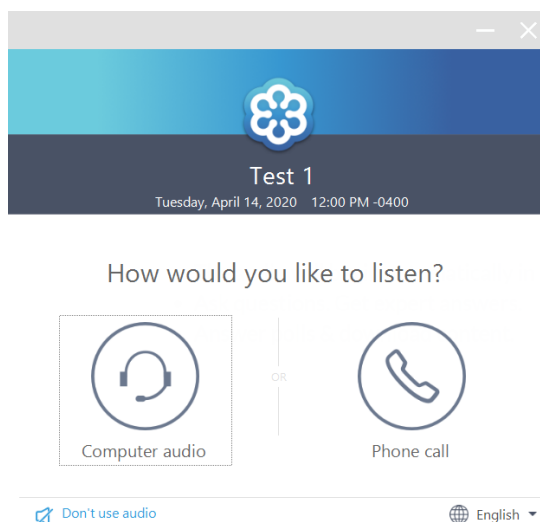 Test 1
Tuesday, April 14, 2020    12:00 PM -0400
How would you like to listen?
OR
Computer audio
Phone call
Don't use audio
English